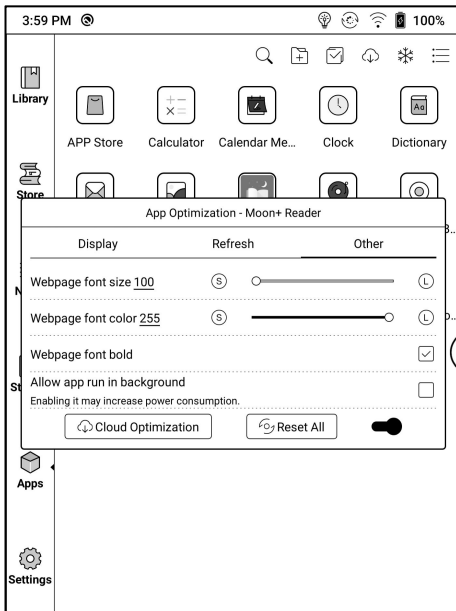 3:59 PM
100%
Library
APP Store
Calculator
Calendar Me...
Clock
Dictionary
Aa
Store
App Optimization - Moon+ Reader
Display
Refresh
Other
Webpage font size 100
S
L
Webpage font color 255
S
L
Webpage font bold
Allow app run in background
Enabling it may increase power consumption.
Cloud Optimization
Reset All
Apps
Settings